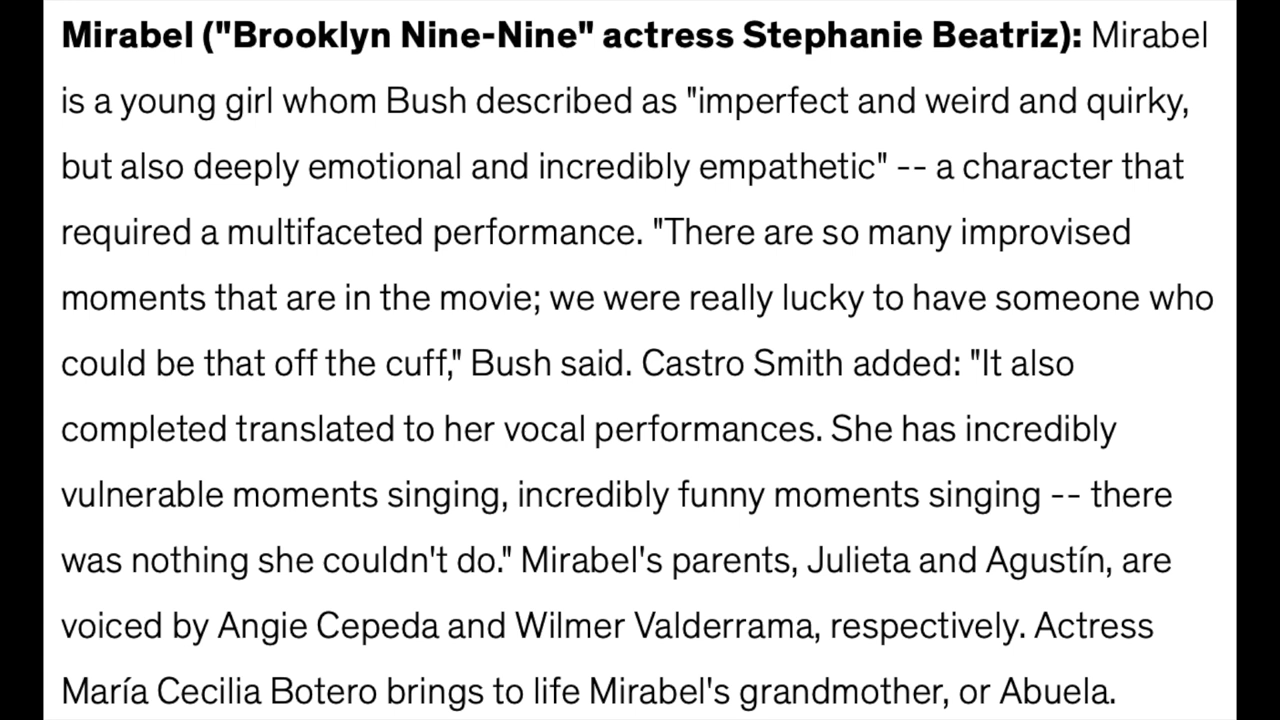 Mirabel ("Brooklyn Nine-Nine" actress Stephanie Beatriz): Mirabel
is a young girl whom Bush described as "imperfect and weird and quirky,
but also deeply emotional and incredibly empathetic" -- a character that
required a multifaceted performance. "There are so many improvised
moments that are in the movie; we were really lucky to have someone who
could be that off the cuff," Bush said. Castro Smith added: "It also
completed translated to her vocal performances. She has incredibly
vulnerable moments singing, incredibly funny moments singing -- there
was nothing she couldn't do." Mirabel's parents, Julieta and Agustín, are
voiced by Angie Cepeda and Wilmer Valderrama, respectively. Actress
María Cecilia Botero brings to life Mirabel's grandmother, or Abuela.